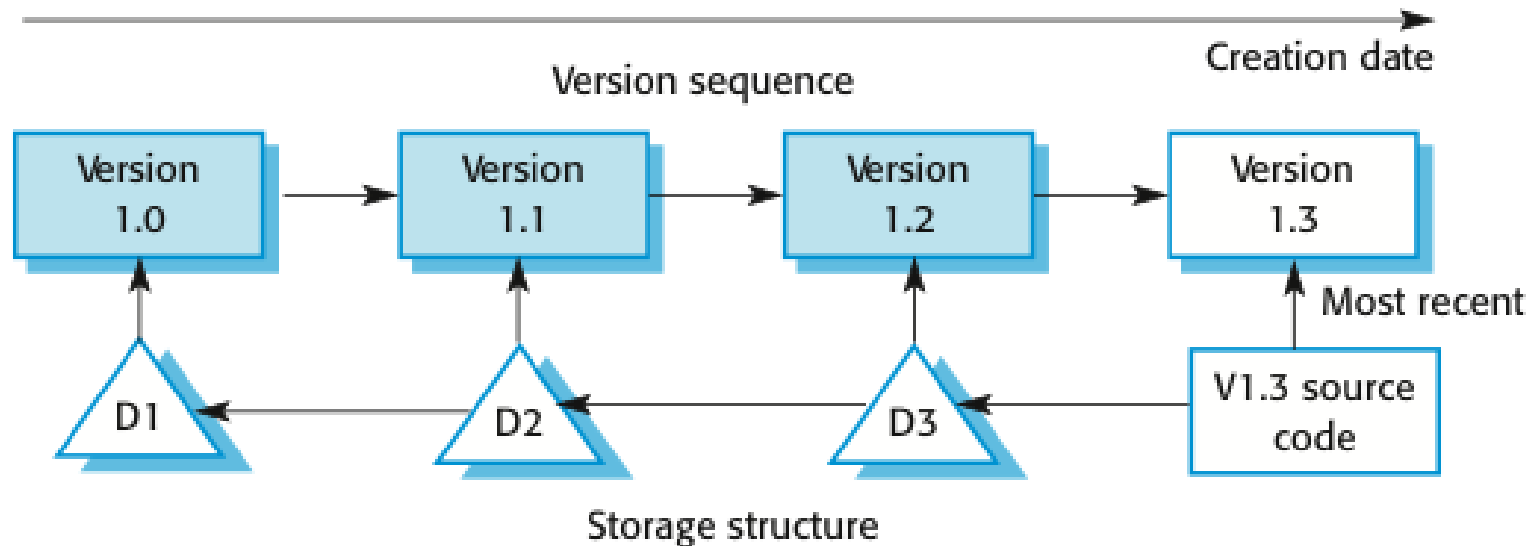 Creation date
Version sequence
Version
1.0
Version
1.1
Version
1.2
Version
1.3
Most recent
D1
D2
D3
V1.3 source
code
Storage structure